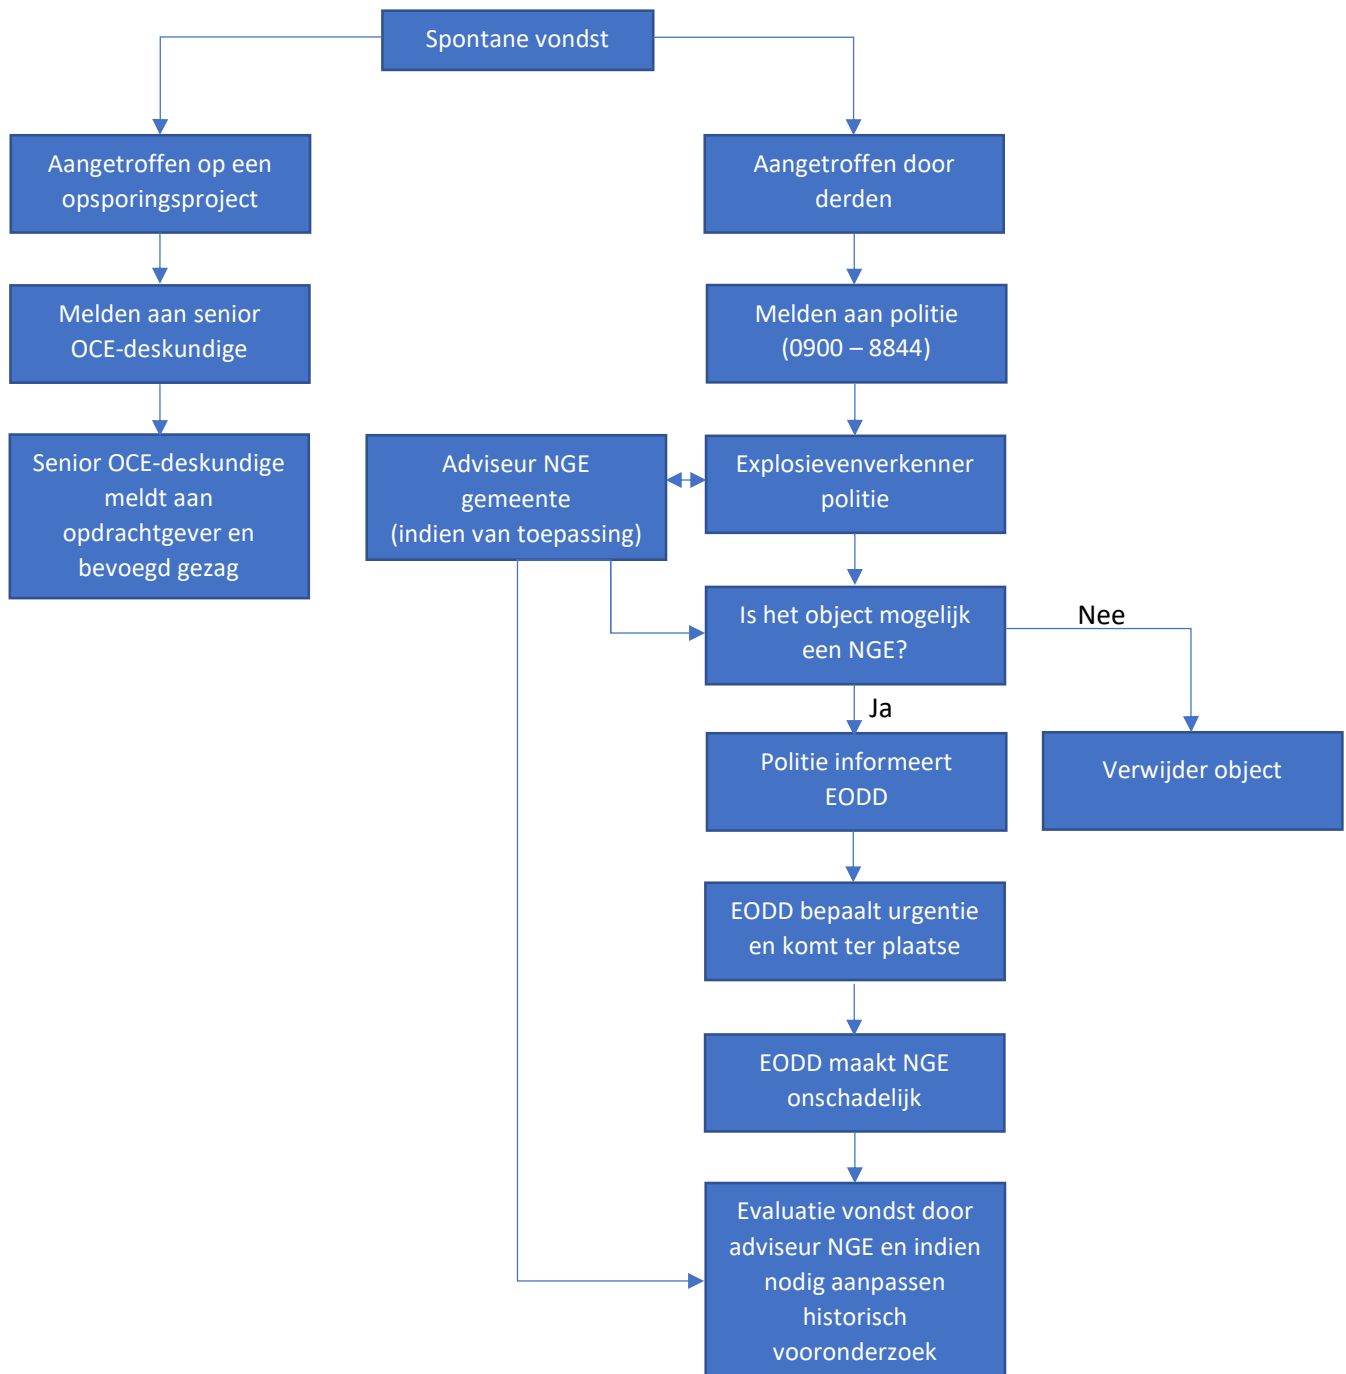 Spontane vondst
Aangetroffen op een
opsporingsproject
Aangetroffen door
derden
Melden aan senior
OCE-deskundige
Melden aan politie
(0900 – 8844)
Senior OCE-deskundige
meldt aan
opdrachtgever en
bevoegd gezag
Adviseur NGE
gemeente
(indien van toepassing)
Explosievenverkenner
politie
Is het object mogelijk
een NGE?
Nee
Ja
Politie informeert
EODD
Verwijder object
EODD bepaalt urgentie
en komt ter plaatse
EODD maakt NGE
onschadelijk
Evaluatie vondst door
adviseur NGE en indien
nodig aanpassen
historisch
vooronderzoek